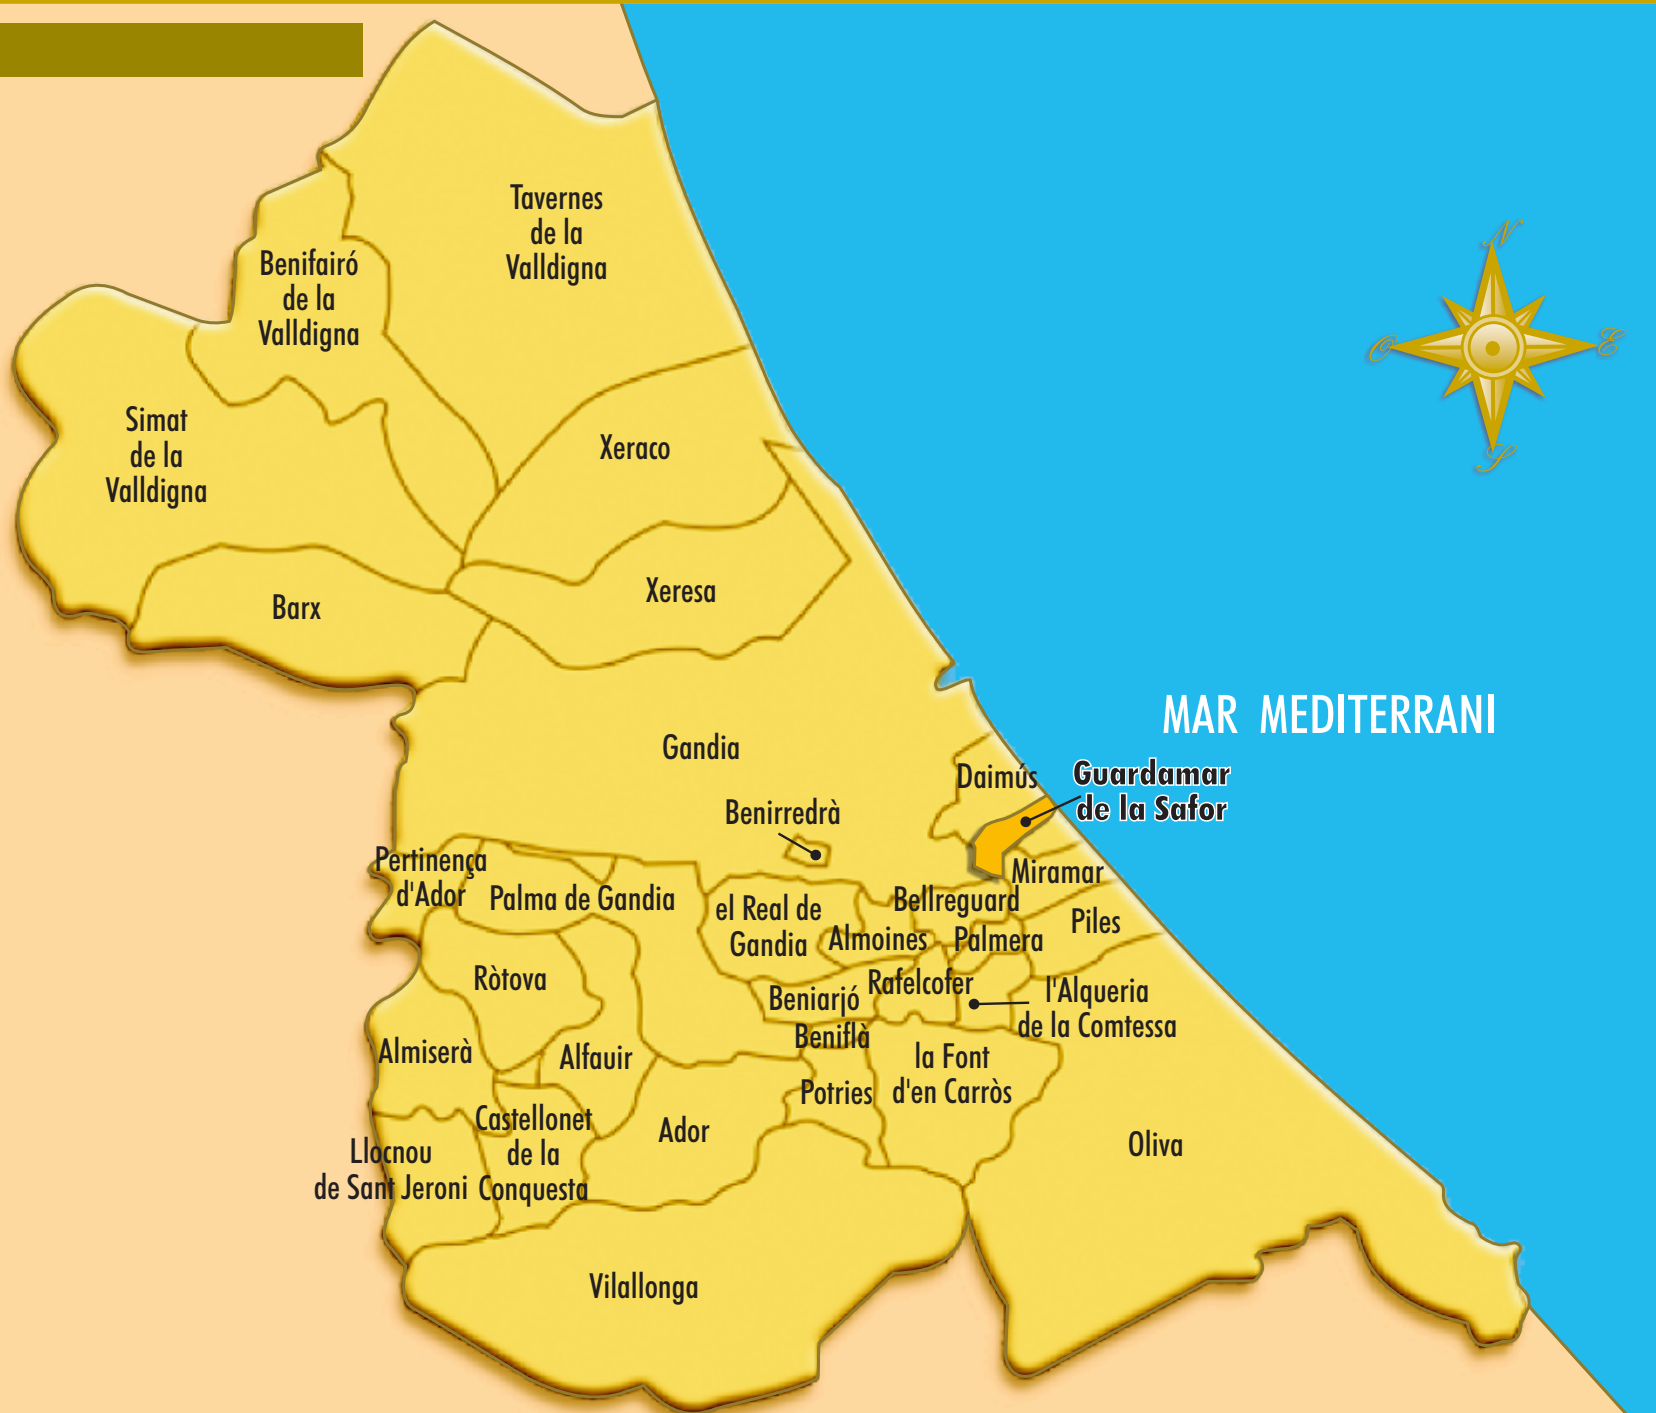 Tavernes
de la
Valldigna
Benifairó
de la
Valldigna
Simat
de la
Valldigna
Xeraco
Xeresa
Barx
N
O
E
S
MAR MEDITERRANI
Gandia
Daimús
Guardamar
de la Safor
Benirredrà
Pertinença
d'Ador
Palma de Gandia
el Real de
Gandia
Almoines
Bellreguard
Miramar
Palmera
Piles
Ròtova
Beniarjó
Rafelcofer
l'Alqueria
de la Comtessa
Beniflà
Almiserà
Alfauir
Potries
la Font
d'en Carròs
Castellonet
de la
Conquesta
Ador
Llocnou
de Sant Jeroni
Oliva
Vilallonga